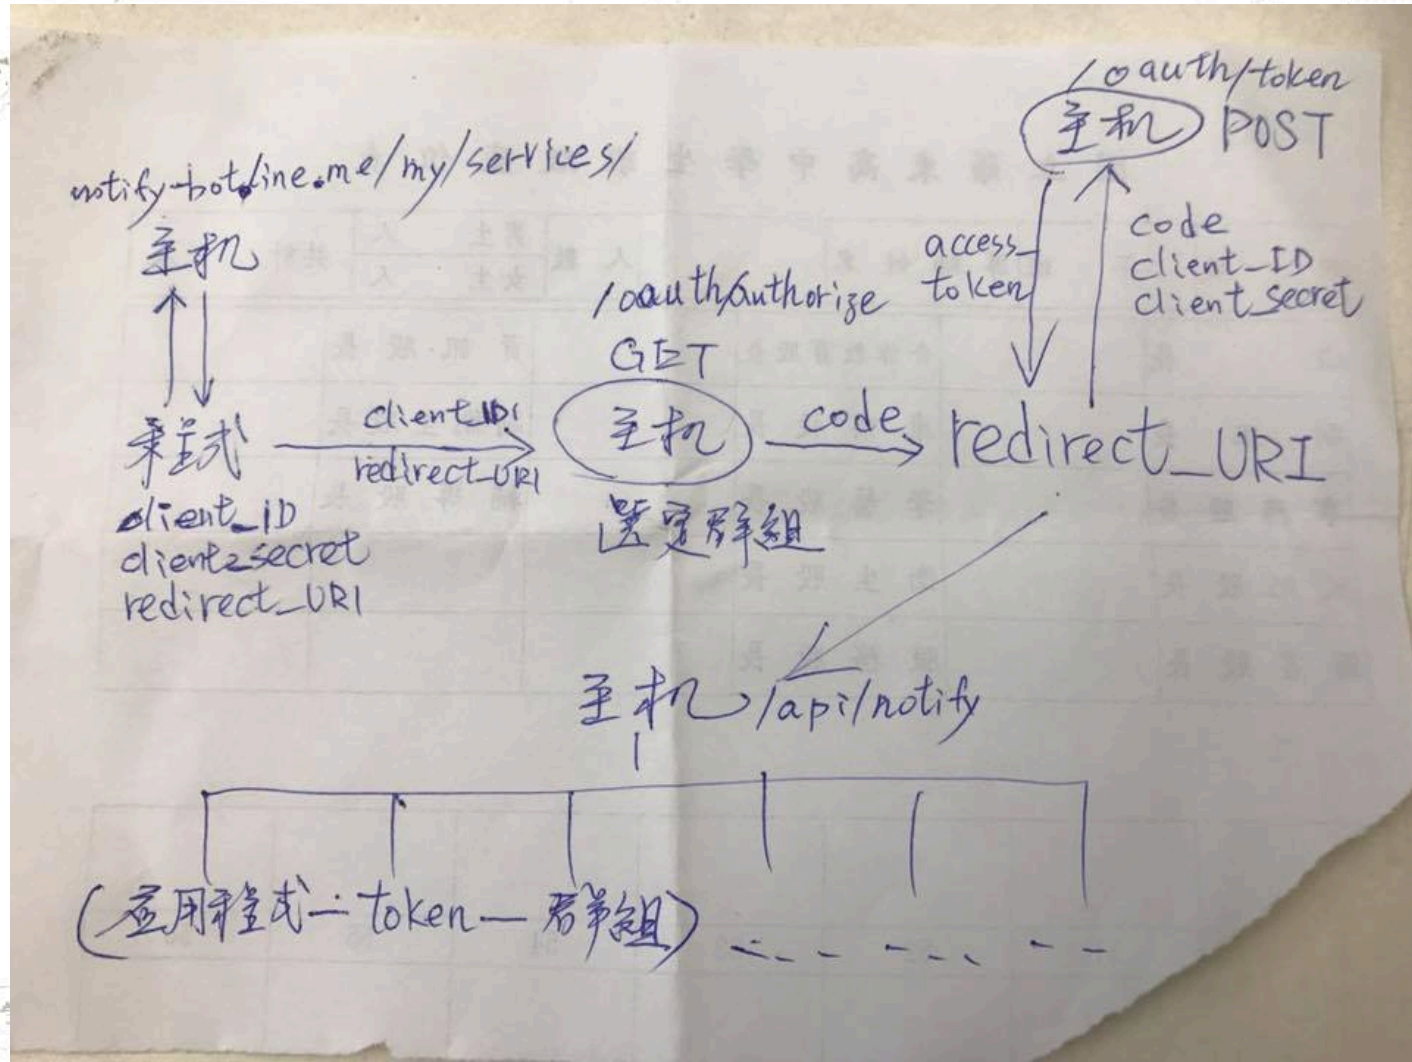 /oauth/token
主机 POST
notify-bot.line.me/my/services/
主机
access_
token
code
client_ID
client_secret
/oauth/authorize
GET
程式
client_ID
redirect_URI
主机
code
redirect_URI
client_ID
client_secret
redirect_URI
選定群組
主机 /api/notify
(应用程式—token—群組)